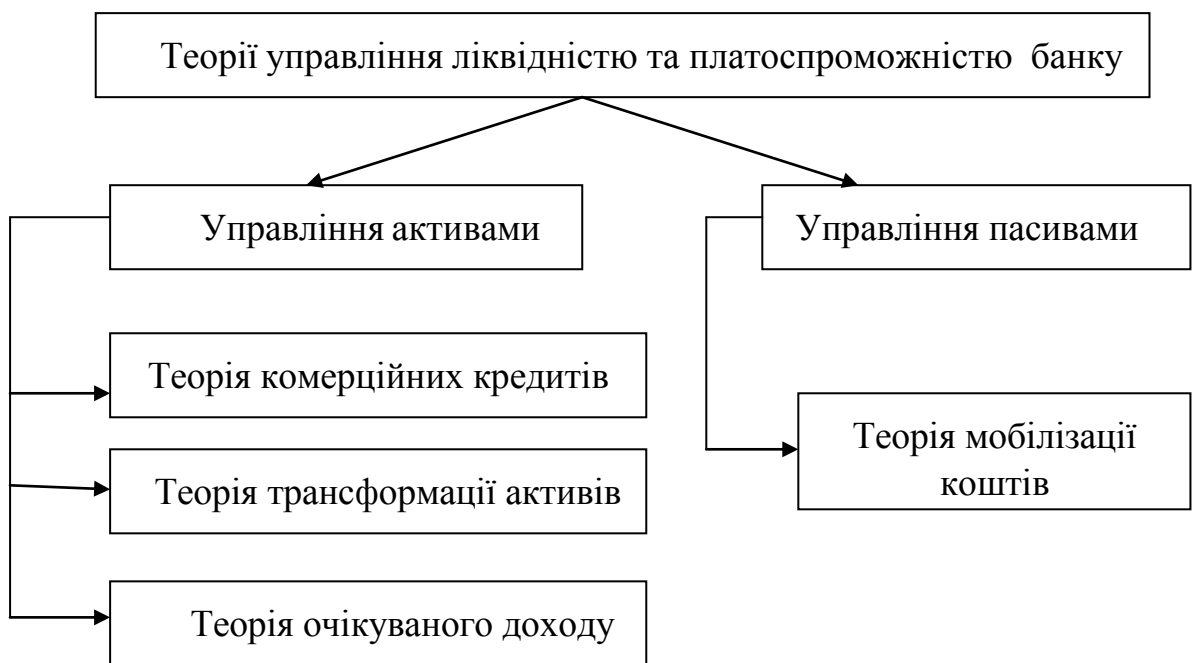 Теорії управління ліквідністю та платоспроможністю банку
Управління активами
Управління пасивами
Теорія комерційних кредитів
Теорія трансформації активів
Теорія очікуваного доходу
Теорія мобілізації
коштів